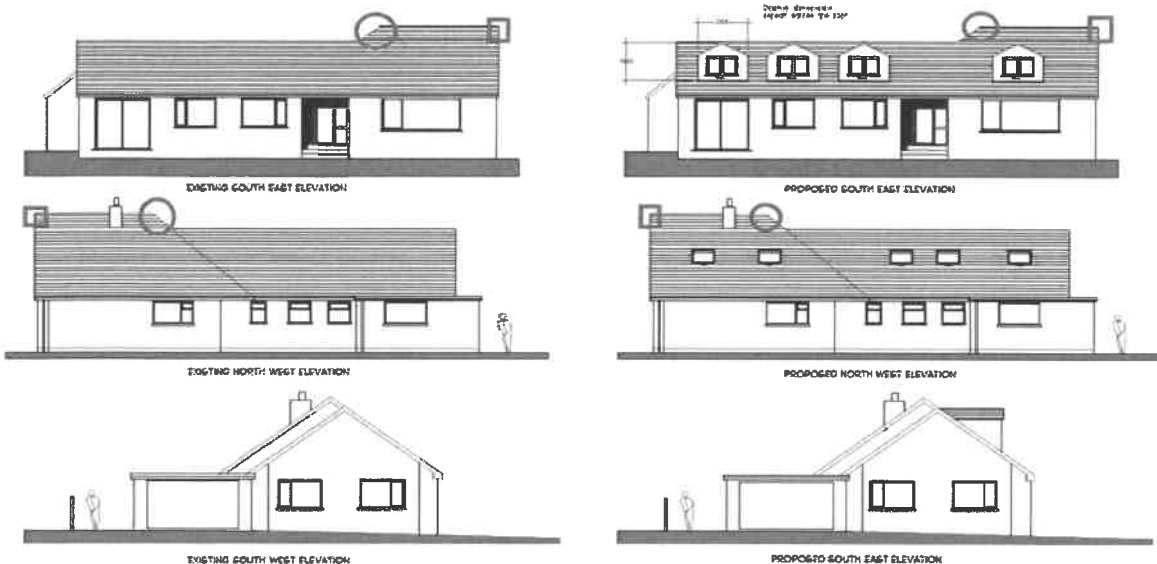 EXISTING SOUTH EAST ELEVATION
PROPOSED SOUTH EAST ELEVATION
EXISTING NORTH WEST ELEVATION
PROPOSED NORTH WEST ELEVATION
EXISTING SOUTH WEST ELEVATION
PROPOSED SOUTH EAST ELEVATION